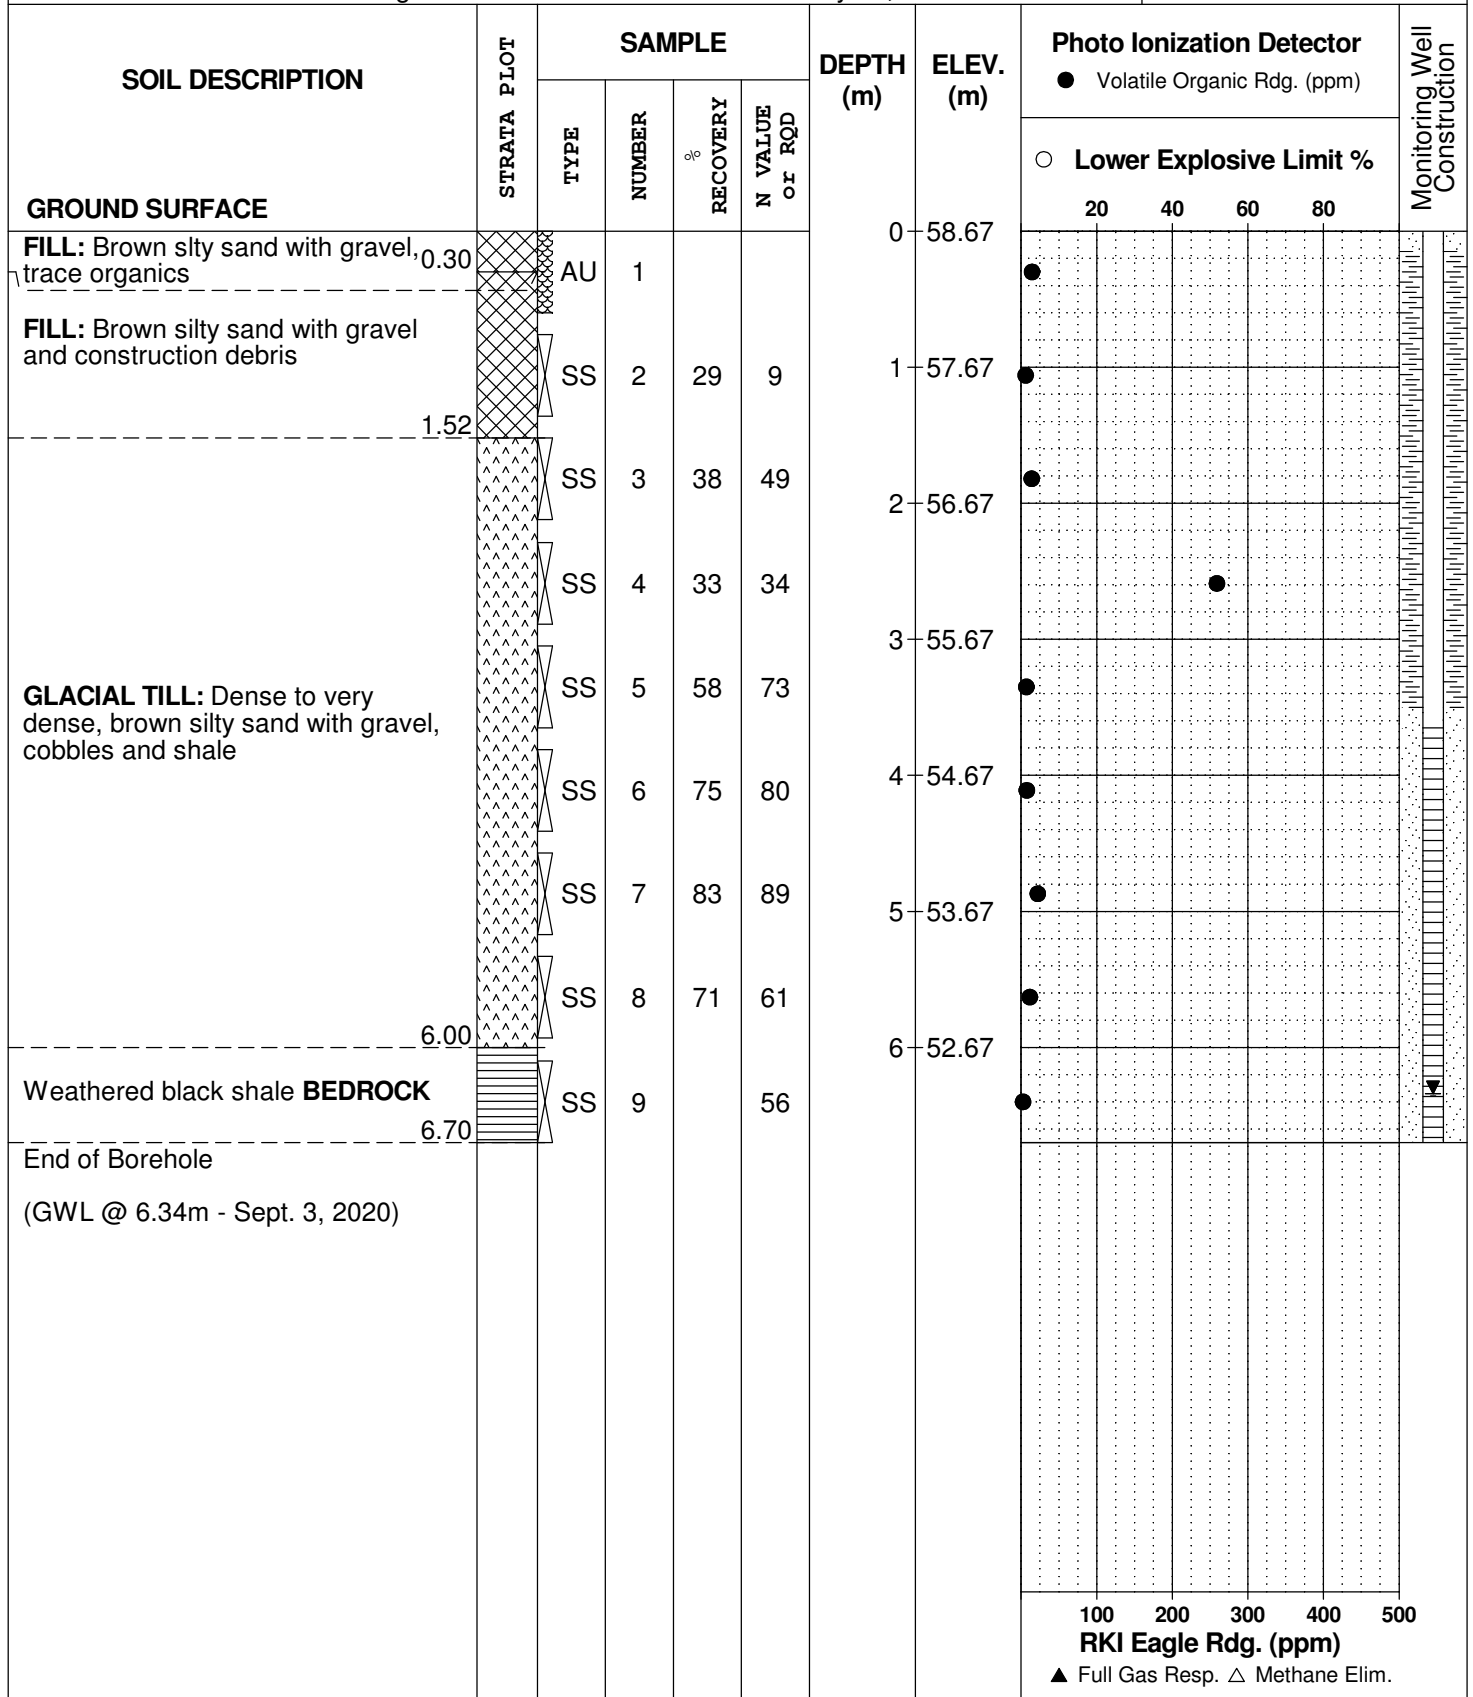 SOIL DESCRIPTION
GROUND SURFACE
STRATA PLOT
SAMPLE
TYPE
NUMBER
% RECOVERY
N VALUE or RQD
DEPTH (m)
ELEV. (m)
Photo Ionization Detector
● Volatile Organic Rdg. (ppm)
○ Lower Explosive Limit %
20 40 60 80
Monitoring Well Construction
FILL: Brown slty sand with gravel, 0.30
trace organics
AU 1
0 58.67
FILL: Brown silty sand with gravel
and construction debris
SS 2 29 9
1 57.67
1.52
SS 3 38 49
2 56.67
SS 4 33 34
3 55.67
GLACIAL TILL: Dense to very
dense, brown silty sand with gravel,
cobbles and shale
SS 5 58 73
4 54.67
SS 6 75 80
SS 7 83 89
5 53.67
SS 8 71 61
6.00
6 52.67
Weathered black shale BEDROCK
SS 9 56
6.70
End of Borehole
(GWL @ 6.34m - Sept. 3, 2020)
100 200 300 400 500
RKI Eagle Rdg. (ppm)
▲ Full Gas Resp. △ Methane Elim.